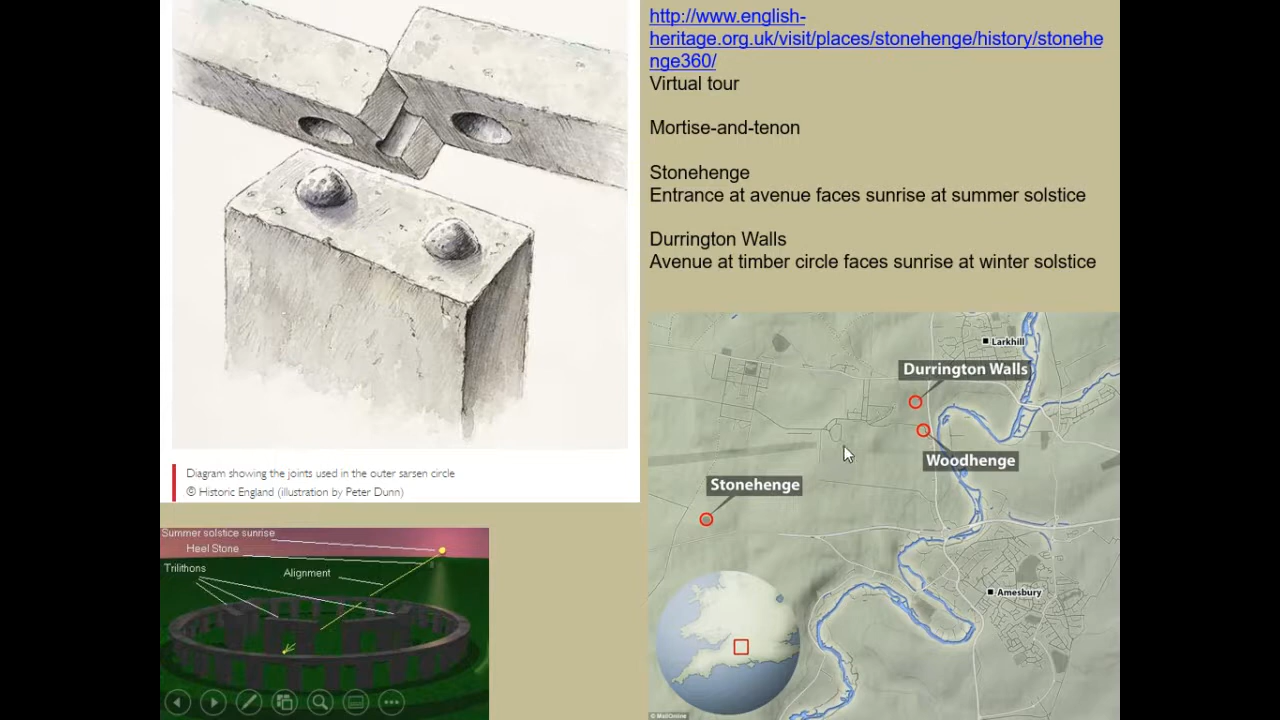 http://www.english-
heritage.org.uk/visit/places/stonehenge/history/stonehe
nge360/
Virtual tour
Mortise-and-tenon
Stonehenge
Entrance at avenue faces sunrise at summer solstice
Durrington Walls
Avenue at timber circle faces sunrise at winter solstice
Diagram showing the joints used in the outer sarsen circle
© Historic England (illustration by Peter Dunn)
Summer solstice sunrise
Heel Stone
Trilithons
Alignment
Larkhill
Durrington Walls
Woodhenge
Stonehenge
Amesbury